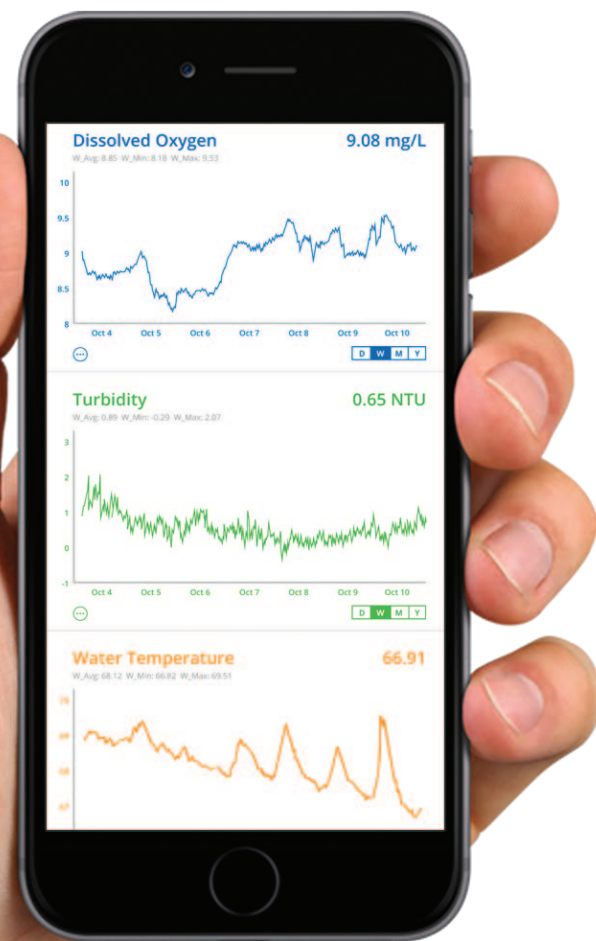 Dissolved Oxygen 9.08 mg/L
W_Avg: 8.85 W_Min: 8.18 W_Max: 9.53
10
9.5
9
8.5
8
Oct 4 Oct 5 Oct 6 Oct 7 Oct 8 Oct 9 Oct 10
D W M Y
Turbidity 0.65 NTU
W_Avg: 0.89 W_Min: -0.29 W_Max: 2.07
3
2
1
0
-1
Oct 4 Oct 5 Oct 6 Oct 7 Oct 8 Oct 9 Oct 10
D W M Y
Water Temperature 66.91
W_Avg: 68.12 W_Min: 66.82 W_Max: 69.51
70
69
68
67